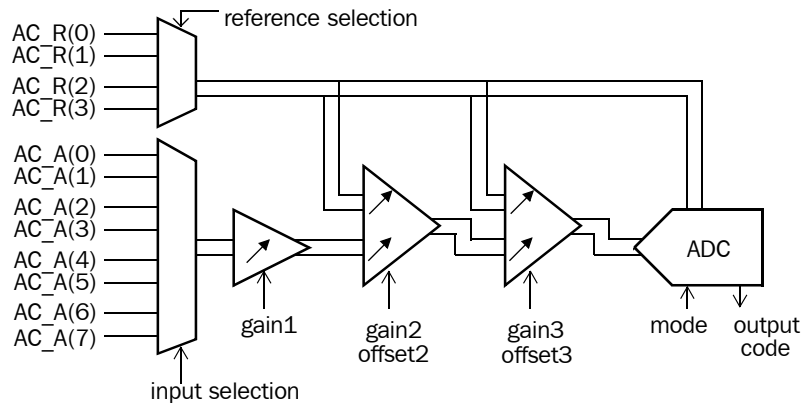 reference selection
AC_R(0)
AC_R(1)
AC_R(2)
AC_R(3)
AC_A(0)
AC_A(1)
AC_A(2)
AC_A(3)
AC_A(4)
AC_A(5)
AC_A(6)
AC_A(7)
input selection
gain1
gain2
offset2
gain3
offset3
ADC
mode
output
code